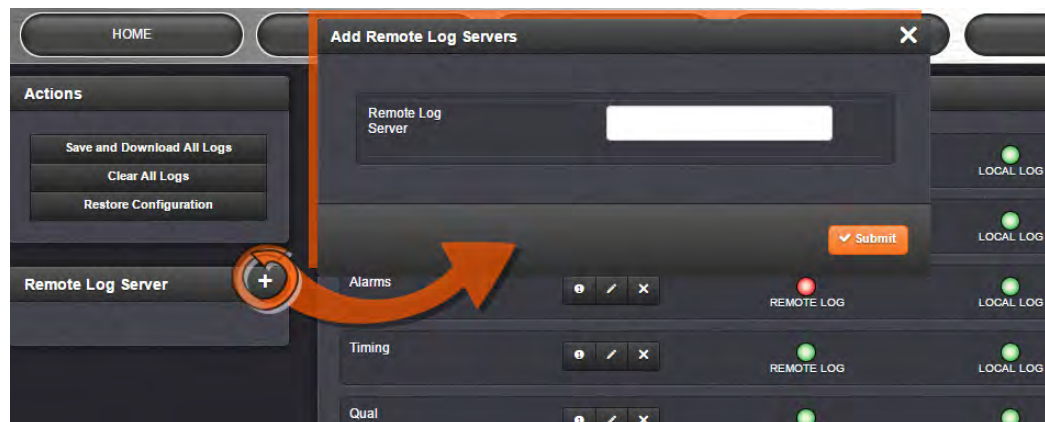 HOME
Add Remote Log Servers
Actions
Remote Log
Server
Save and Download All Logs
Clear All Logs
Restore Configuration
LOCAL LOG
LOCAL LOG
Submit
Remote Log Server
Alarms
REMOTE LOG
LOCAL LOG
Timing
REMOTE LOG
LOCAL LOG
Qual